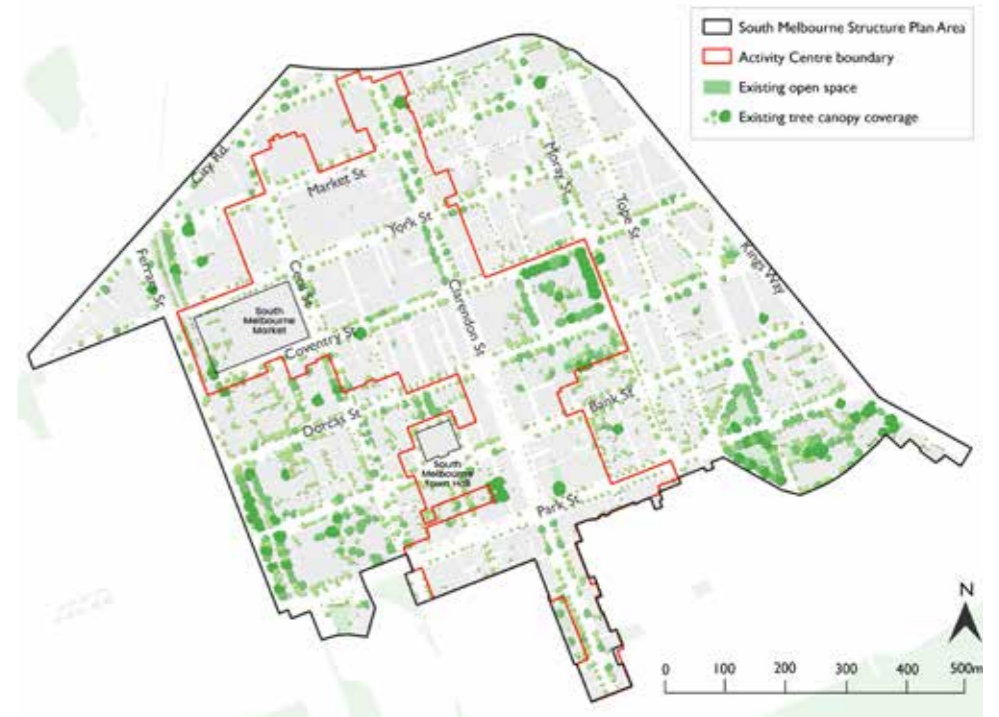 South Melbourne Structure Plan Area
Activity Centre boundary
Existing open space
Existing tree canopy coverage
City Rd
Market St
York St
Moray St
Tope St
Kings Way
Ferrars St
Cecil St
South
Melbourne
Market
Clarendon St
Coventry St
Dorcas St
Bank St
South
Melbourne
Town Hall
Park St
N
0 100 200 300 400 500m